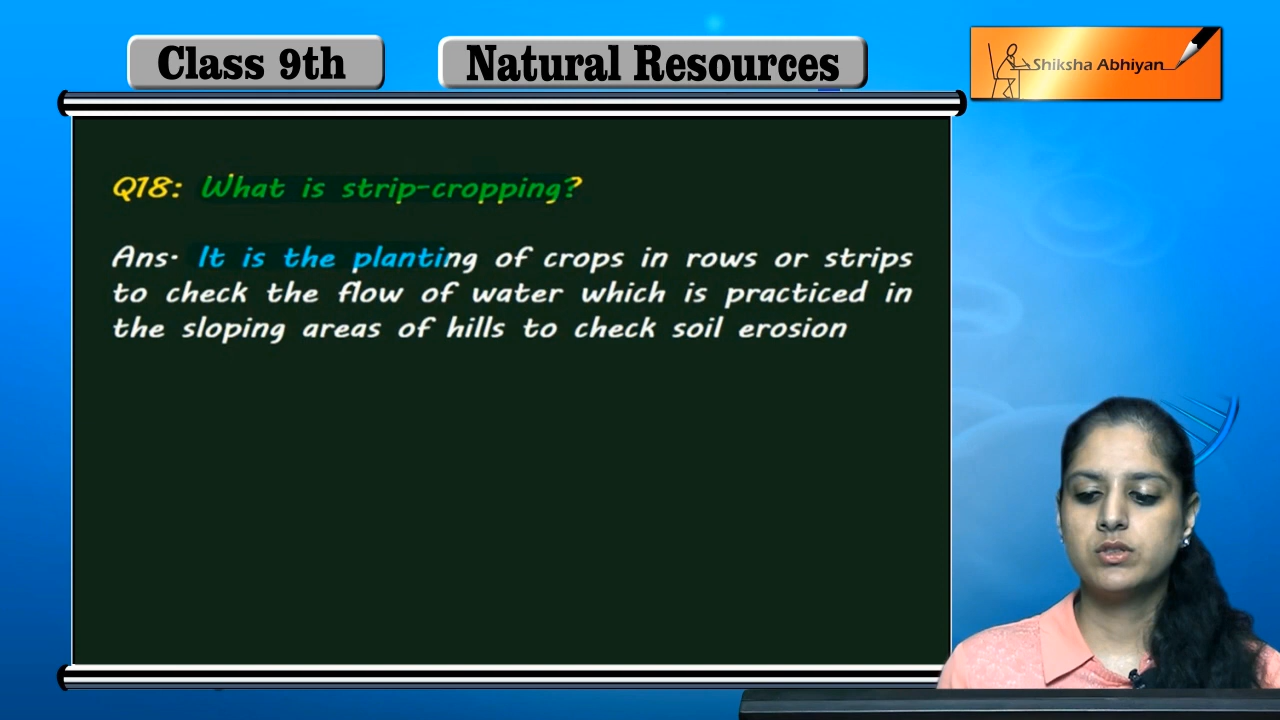 Class 9th
Natural Resources
Shiksha Abhiyan
Q18: What is strip-cropping?
Ans· It is the planting of crops in rows or strips
to check the flow of water which is practiced in
the sloping areas of hills to check soil erosion